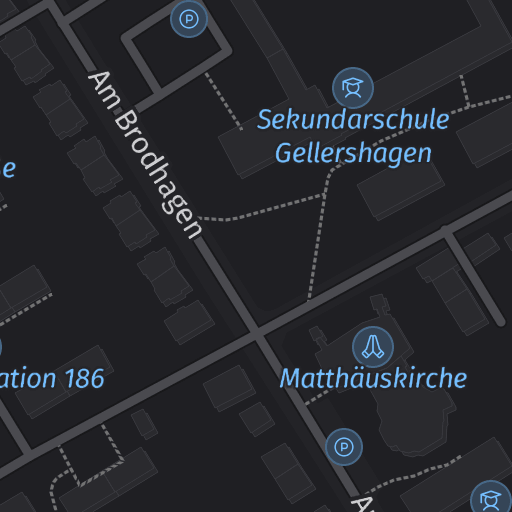 P
Am Brodhagen
Sekundarschule
Gellershagen
ation 186
Matthäuskirche
P